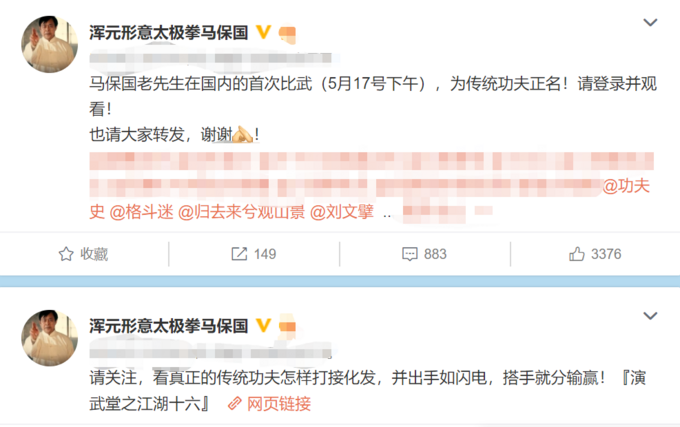 浑元形意太极拳马保国
马保国老先生在国内的首次比武（5月17号下午），为传统功夫正名！请登录并观
看！
也请大家转发，谢谢！
@功夫
史 @格斗迷 @归去来兮观山景 @刘文擘 ..
收藏 149 883 3376
浑元形意太极拳马保国
请关注，看真正的传统功夫怎样打接化发，并出手如闪电，搭手就分输赢！『演
武堂之江湖十六』 网页链接